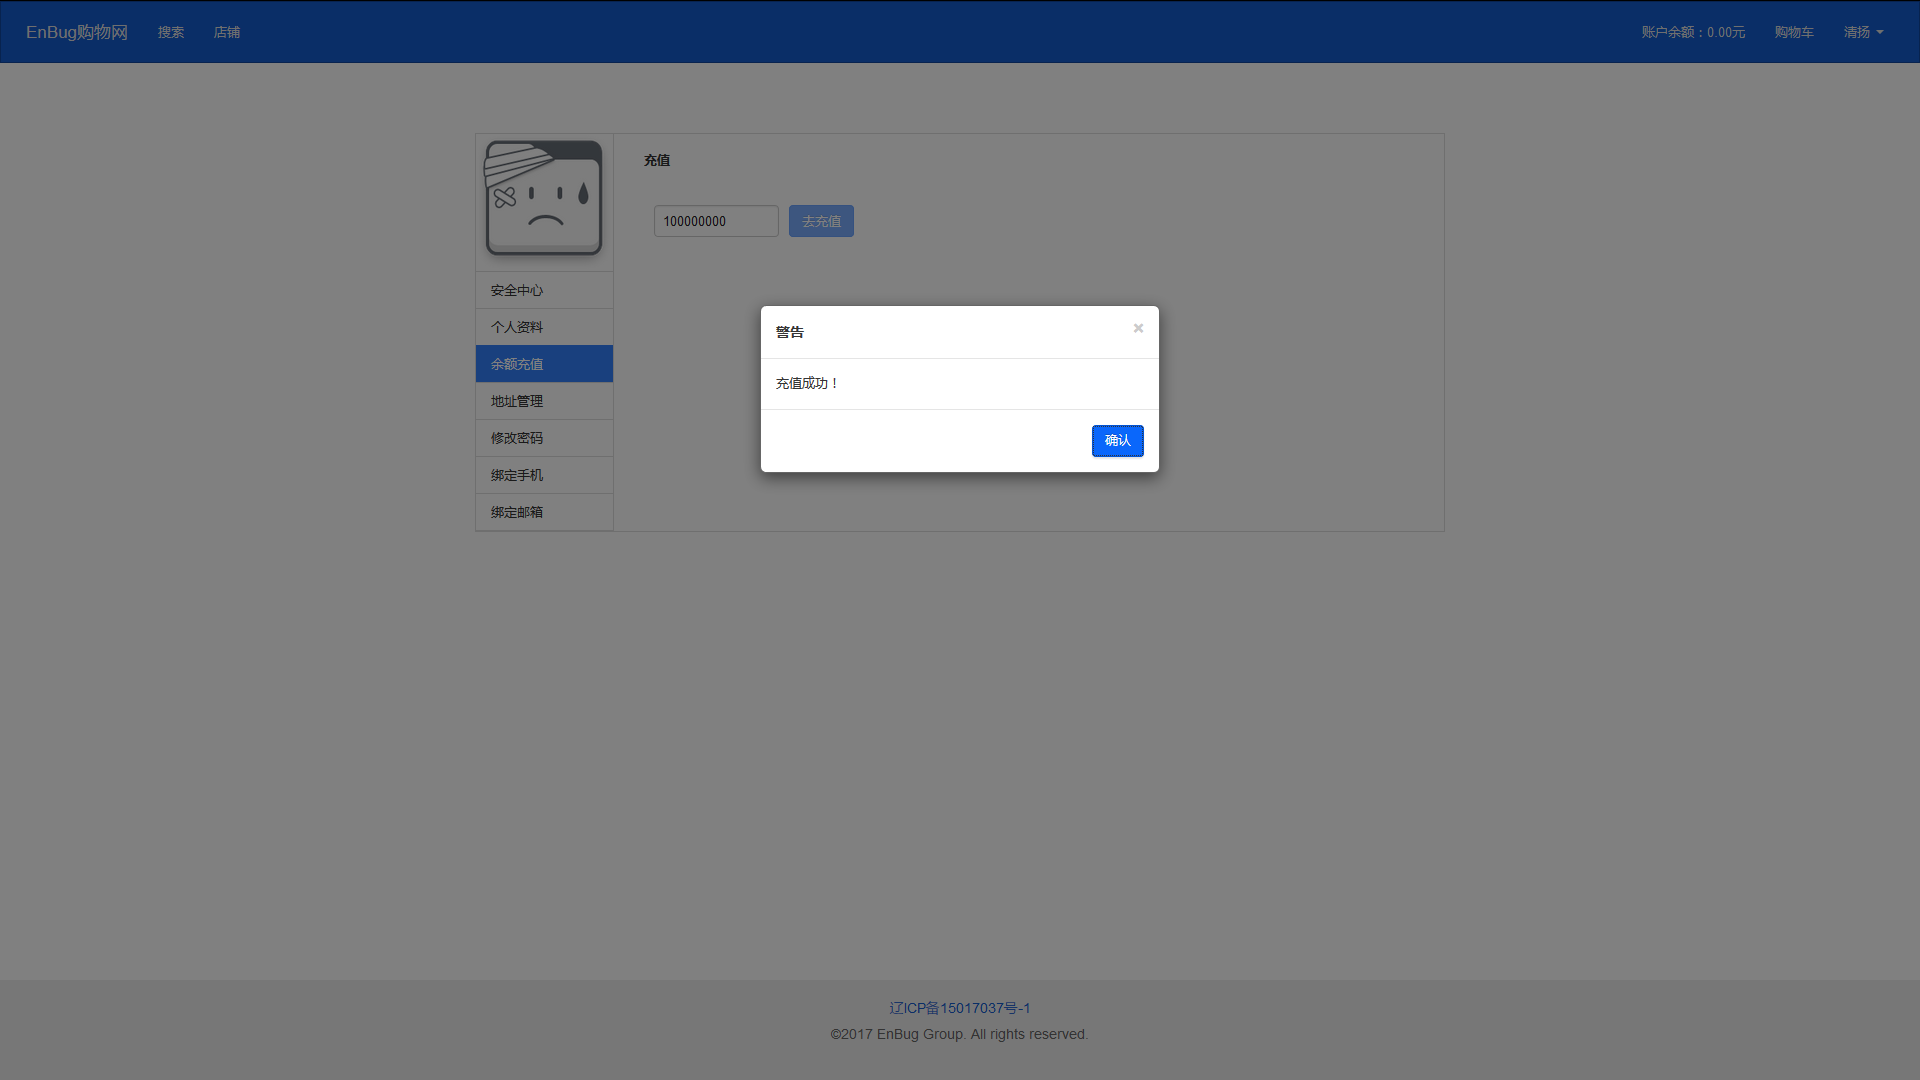 EnBug购物网 搜索 店铺 账户余额：0.00元 购物车 清扬
充值
100000000 去充值
安全中心
个人资料
余额充值
地址管理
修改密码
绑定手机
绑定邮箱
警告 ×
充值成功！
确认
辽ICP备15017037号-1
©2017 EnBug Group. All rights reserved.